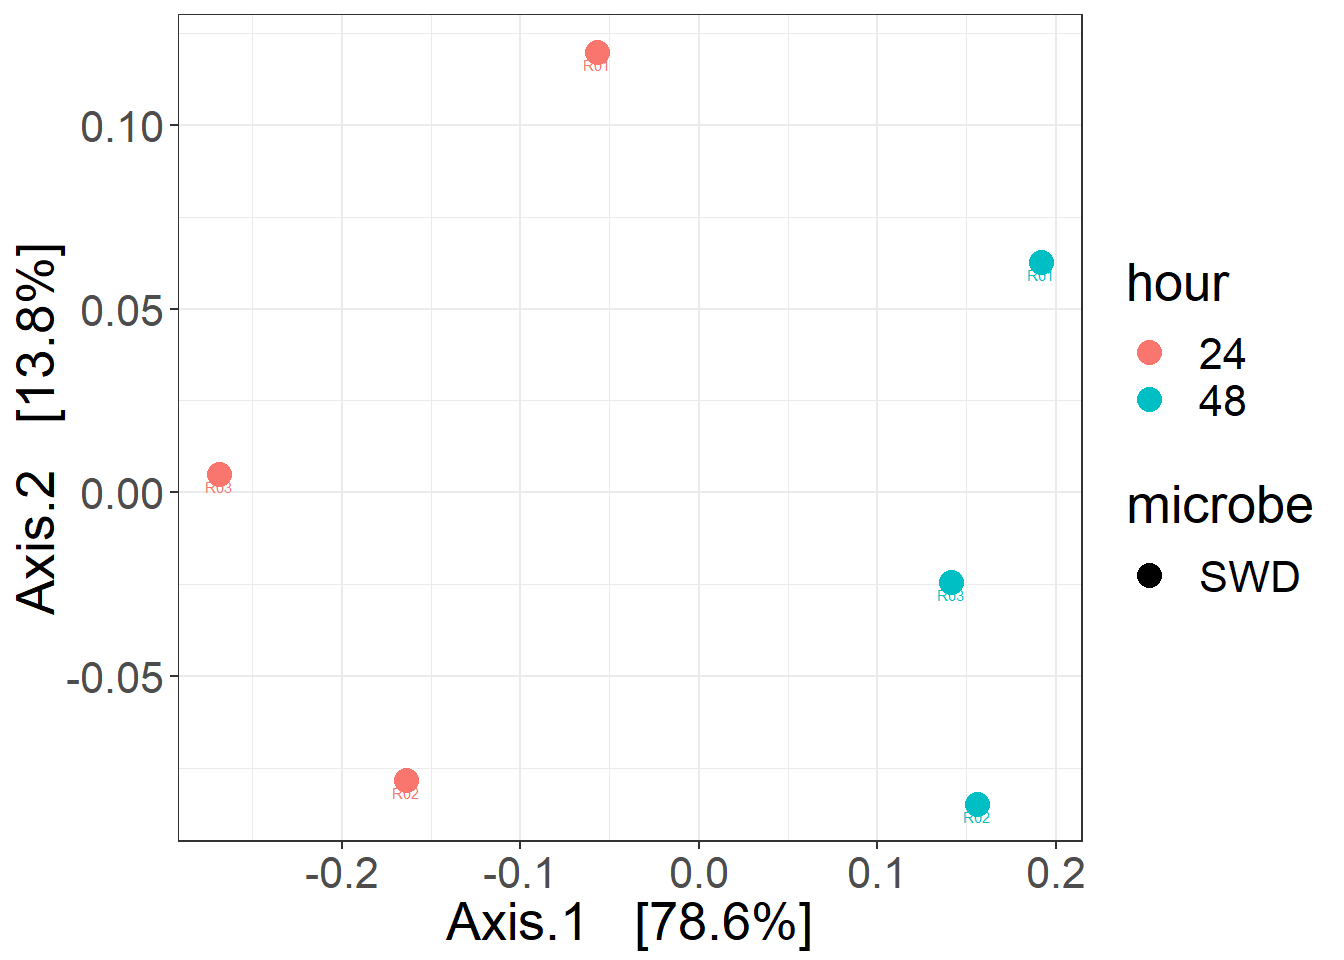 R01
0.10
R01
0.05
hour
24
48
Axis.2   [13.8%]
0.00
R03
microbe
SWD
R03
-0.05
R02
R02
-0.2
-0.1
0.0
0.1
0.2
Axis.1   [78.6%]